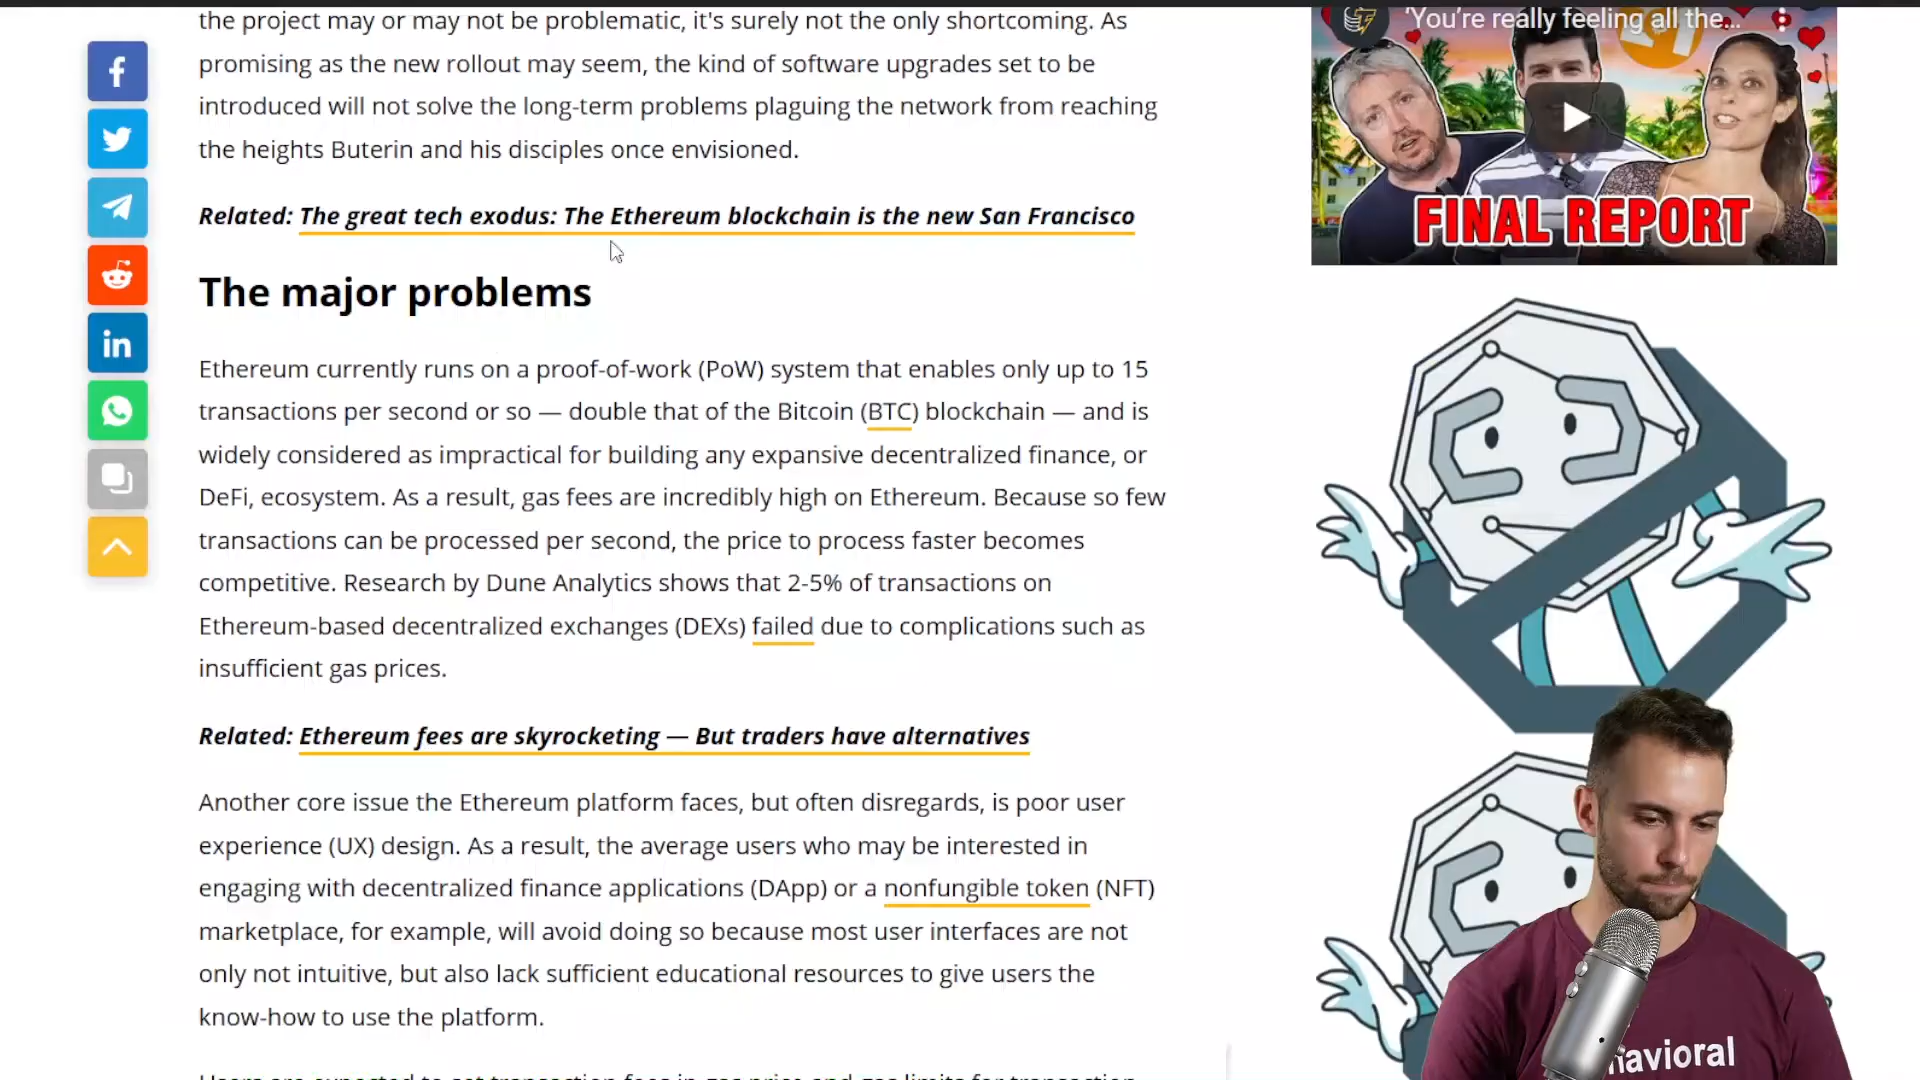 the project may or may not be problematic, it's surely not the only shortcoming. As
promising as the new rollout may seem, the kind of software upgrades set to be
introduced will not solve the long-term problems plaguing the network from reaching
the heights Buterin and his disciples once envisioned.
Related: The great tech exodus: The Ethereum blockchain is the new San Francisco
The major problems
Ethereum currently runs on a proof-of-work (PoW) system that enables only up to 15
transactions per second or so — double that of the Bitcoin (BTC) blockchain — and is
widely considered as impractical for building any expansive decentralized finance, or
DeFi, ecosystem. As a result, gas fees are incredibly high on Ethereum. Because so few
transactions can be processed per second, the price to process faster becomes
competitive. Research by Dune Analytics shows that 2-5% of transactions on
Ethereum-based decentralized exchanges (DEXs) failed due to complications such as
insufficient gas prices.
Related: Ethereum fees are skyrocketing — But traders have alternatives
Another core issue the Ethereum platform faces, but often disregards, is poor user
experience (UX) design. As a result, the average users who may be interested in
engaging with decentralized finance applications (DApp) or a nonfungible token (NFT)
marketplace, for example, will avoid doing so because most user interfaces are not
only not intuitive, but also lack sufficient educational resources to give users the
know-how to use the platform.
'You're really feeling all the...
FINAL REPORT
avioral